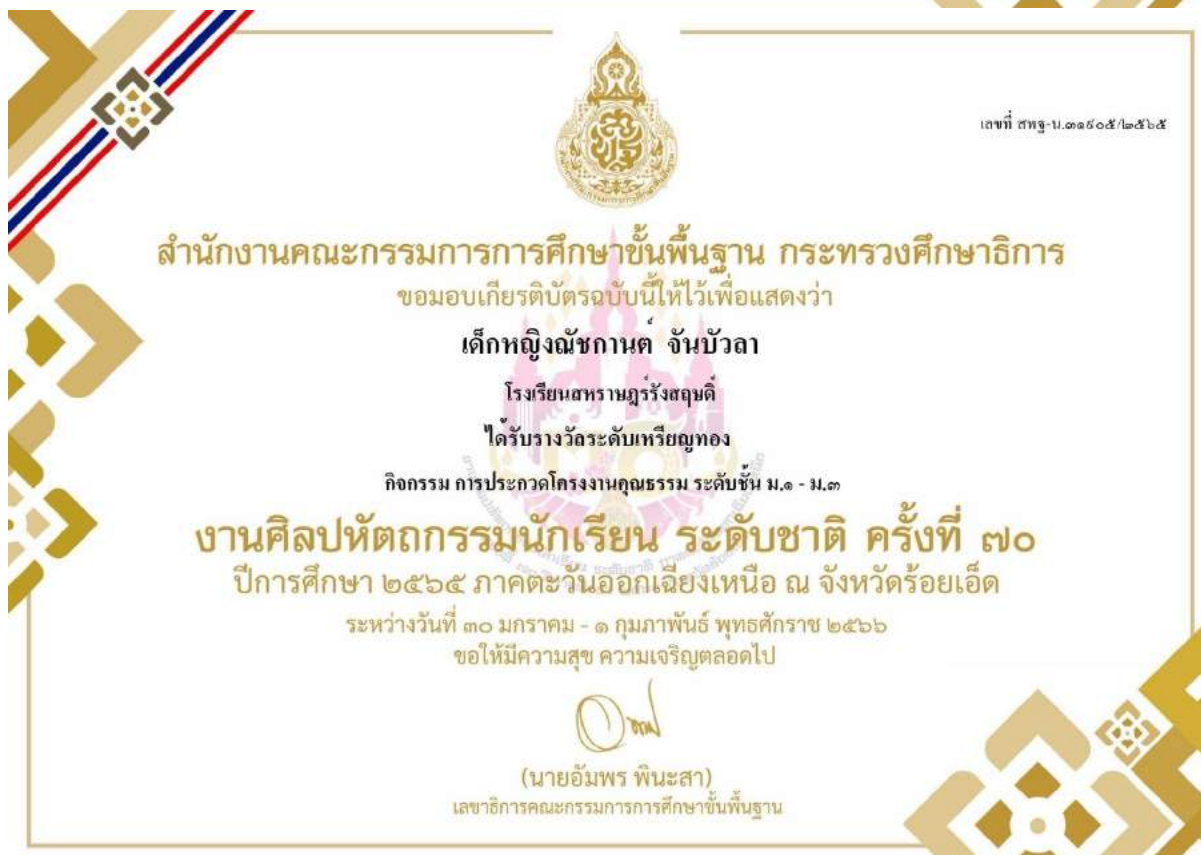 เลขที่ สพฐ-น.๓๑๙๐๕/๒๕๖๕
สำนักงานคณะกรรมการการศึกษาขั้นพื้นฐาน กระทรวงศึกษาธิการ
ขอมอบเกียรติบัตรฉบับนี้ให้ไว้เพื่อแสดงว่า
เด็กหญิงณัชกานต์ จันบัวลา
โรงเรียนสหราษฎร์รังสฤษดิ์
ได้รับรางวัลระดับเหรียญทอง
กิจกรรม การประกวดโครงงานคุณธรรม ระดับชั้น ม.๑ - ม.๓
งานศิลปหัตถกรรมนักเรียน ระดับชาติ ครั้งที่ ๗๐
ปีการศึกษา ๒๕๖๕ ภาคตะวันออกเฉียงเหนือ ณ จังหวัดร้อยเอ็ด
ระหว่างวันที่ ๓๐ มกราคม - ๑ กุมภาพันธ์ พุทธศักราช ๒๕๖๖
ขอให้มีความสุข ความเจริญตลอดไป
(นายอัมพร พินะสา)
เลขาธิการคณะกรรมการการศึกษาขั้นพื้นฐาน